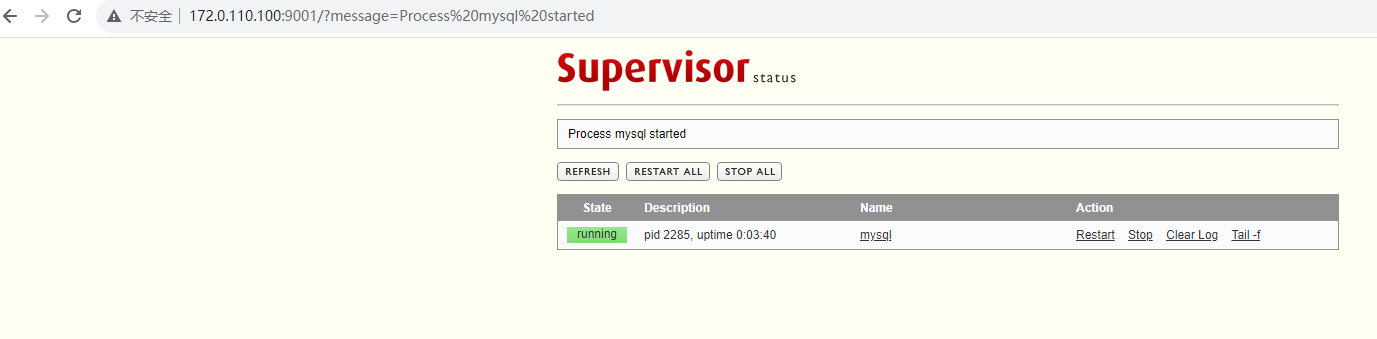 不安全 172.0.110.100:9001/?message=Process%20mysql%20started
Supervisor status
Process mysql started
REFRESH RESTART ALL STOP ALL
State Description Name Action
running pid 2285, uptime 0:03:40 mysql Restart Stop Clear Log Tail -f